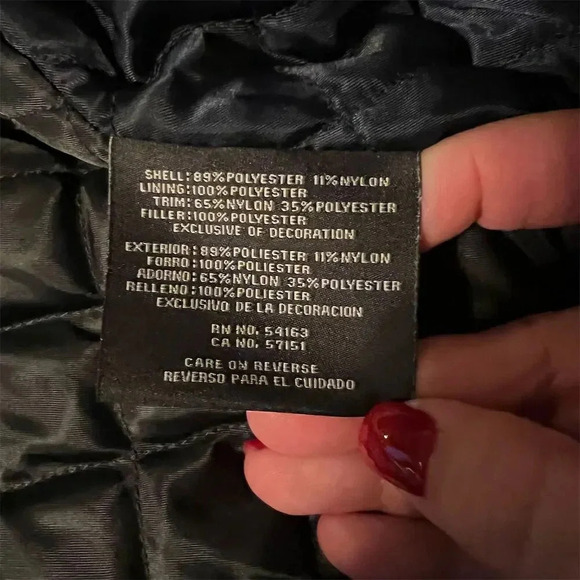 SHELL: 89% POLYESTER 11% NYLON
LINING: 100% POLYESTER
TRIM: 65% NYLON 35% POLYESTER
FILLER: 100% POLYESTER
EXCLUSIVE OF DECORATION
EXTERIOR: 89% POLIESTER 11% NYLON
FORRO: 100% POLIESTER
ADORNO: 65% NYLON 35% POLIESTER
RELLENO: 100% POLIESTER
EXCLUSIVO DE LA DECORACION
RN NO. 54163
CA NO. 57151
CARE ON REVERSE
REVERSO PARA EL CUIDADO